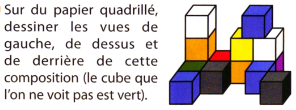 Sur du papier quadrillé,
dessiner les vues de
gauche, de dessus et
de derrière de cette
composition (le cube que
l'on ne voit pas est vert).